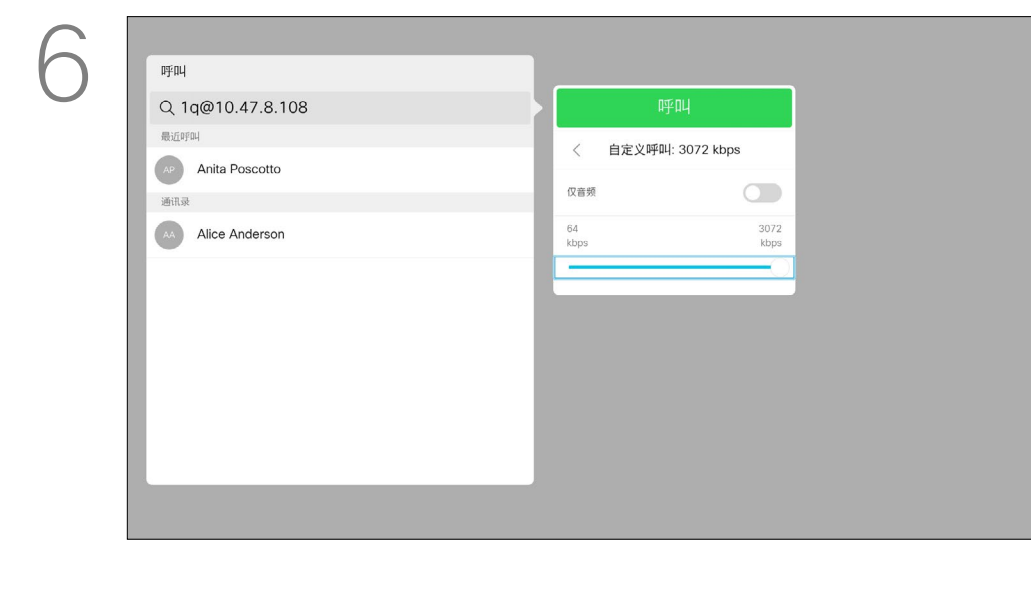 6
呼叫
1q@10.47.8.108
最近呼叫
AP Anita Poscotto
通讯录
AA Alice Anderson
呼叫
自定义呼叫: 3072 kbps
仅音频
64 3072
kbps kbps